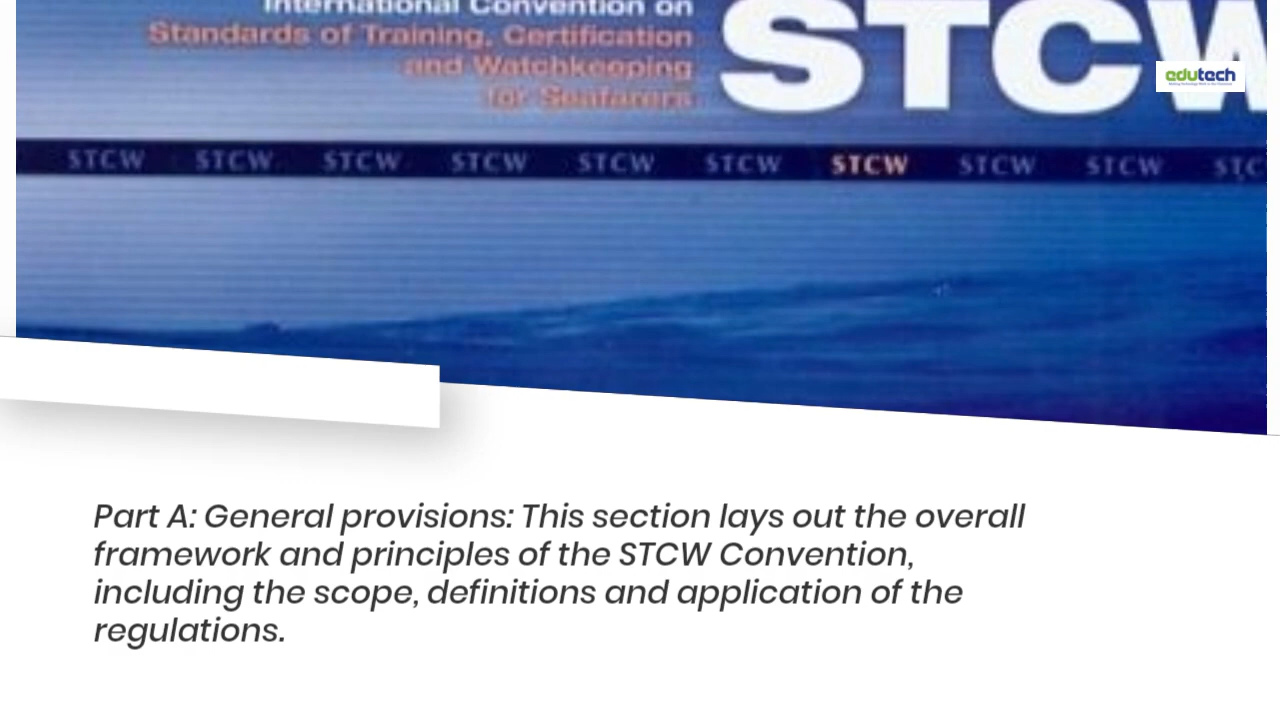 International Convention on
Standards of Training, Certification
and Watchkeeping
for Seafarers
STCW
edutech
STCW STCW STCW STCW STCW STCW STCW STCW STCW STC
Part A: General provisions: This section lays out the overall
framework and principles of the STCW Convention,
including the scope, definitions and application of the
regulations.